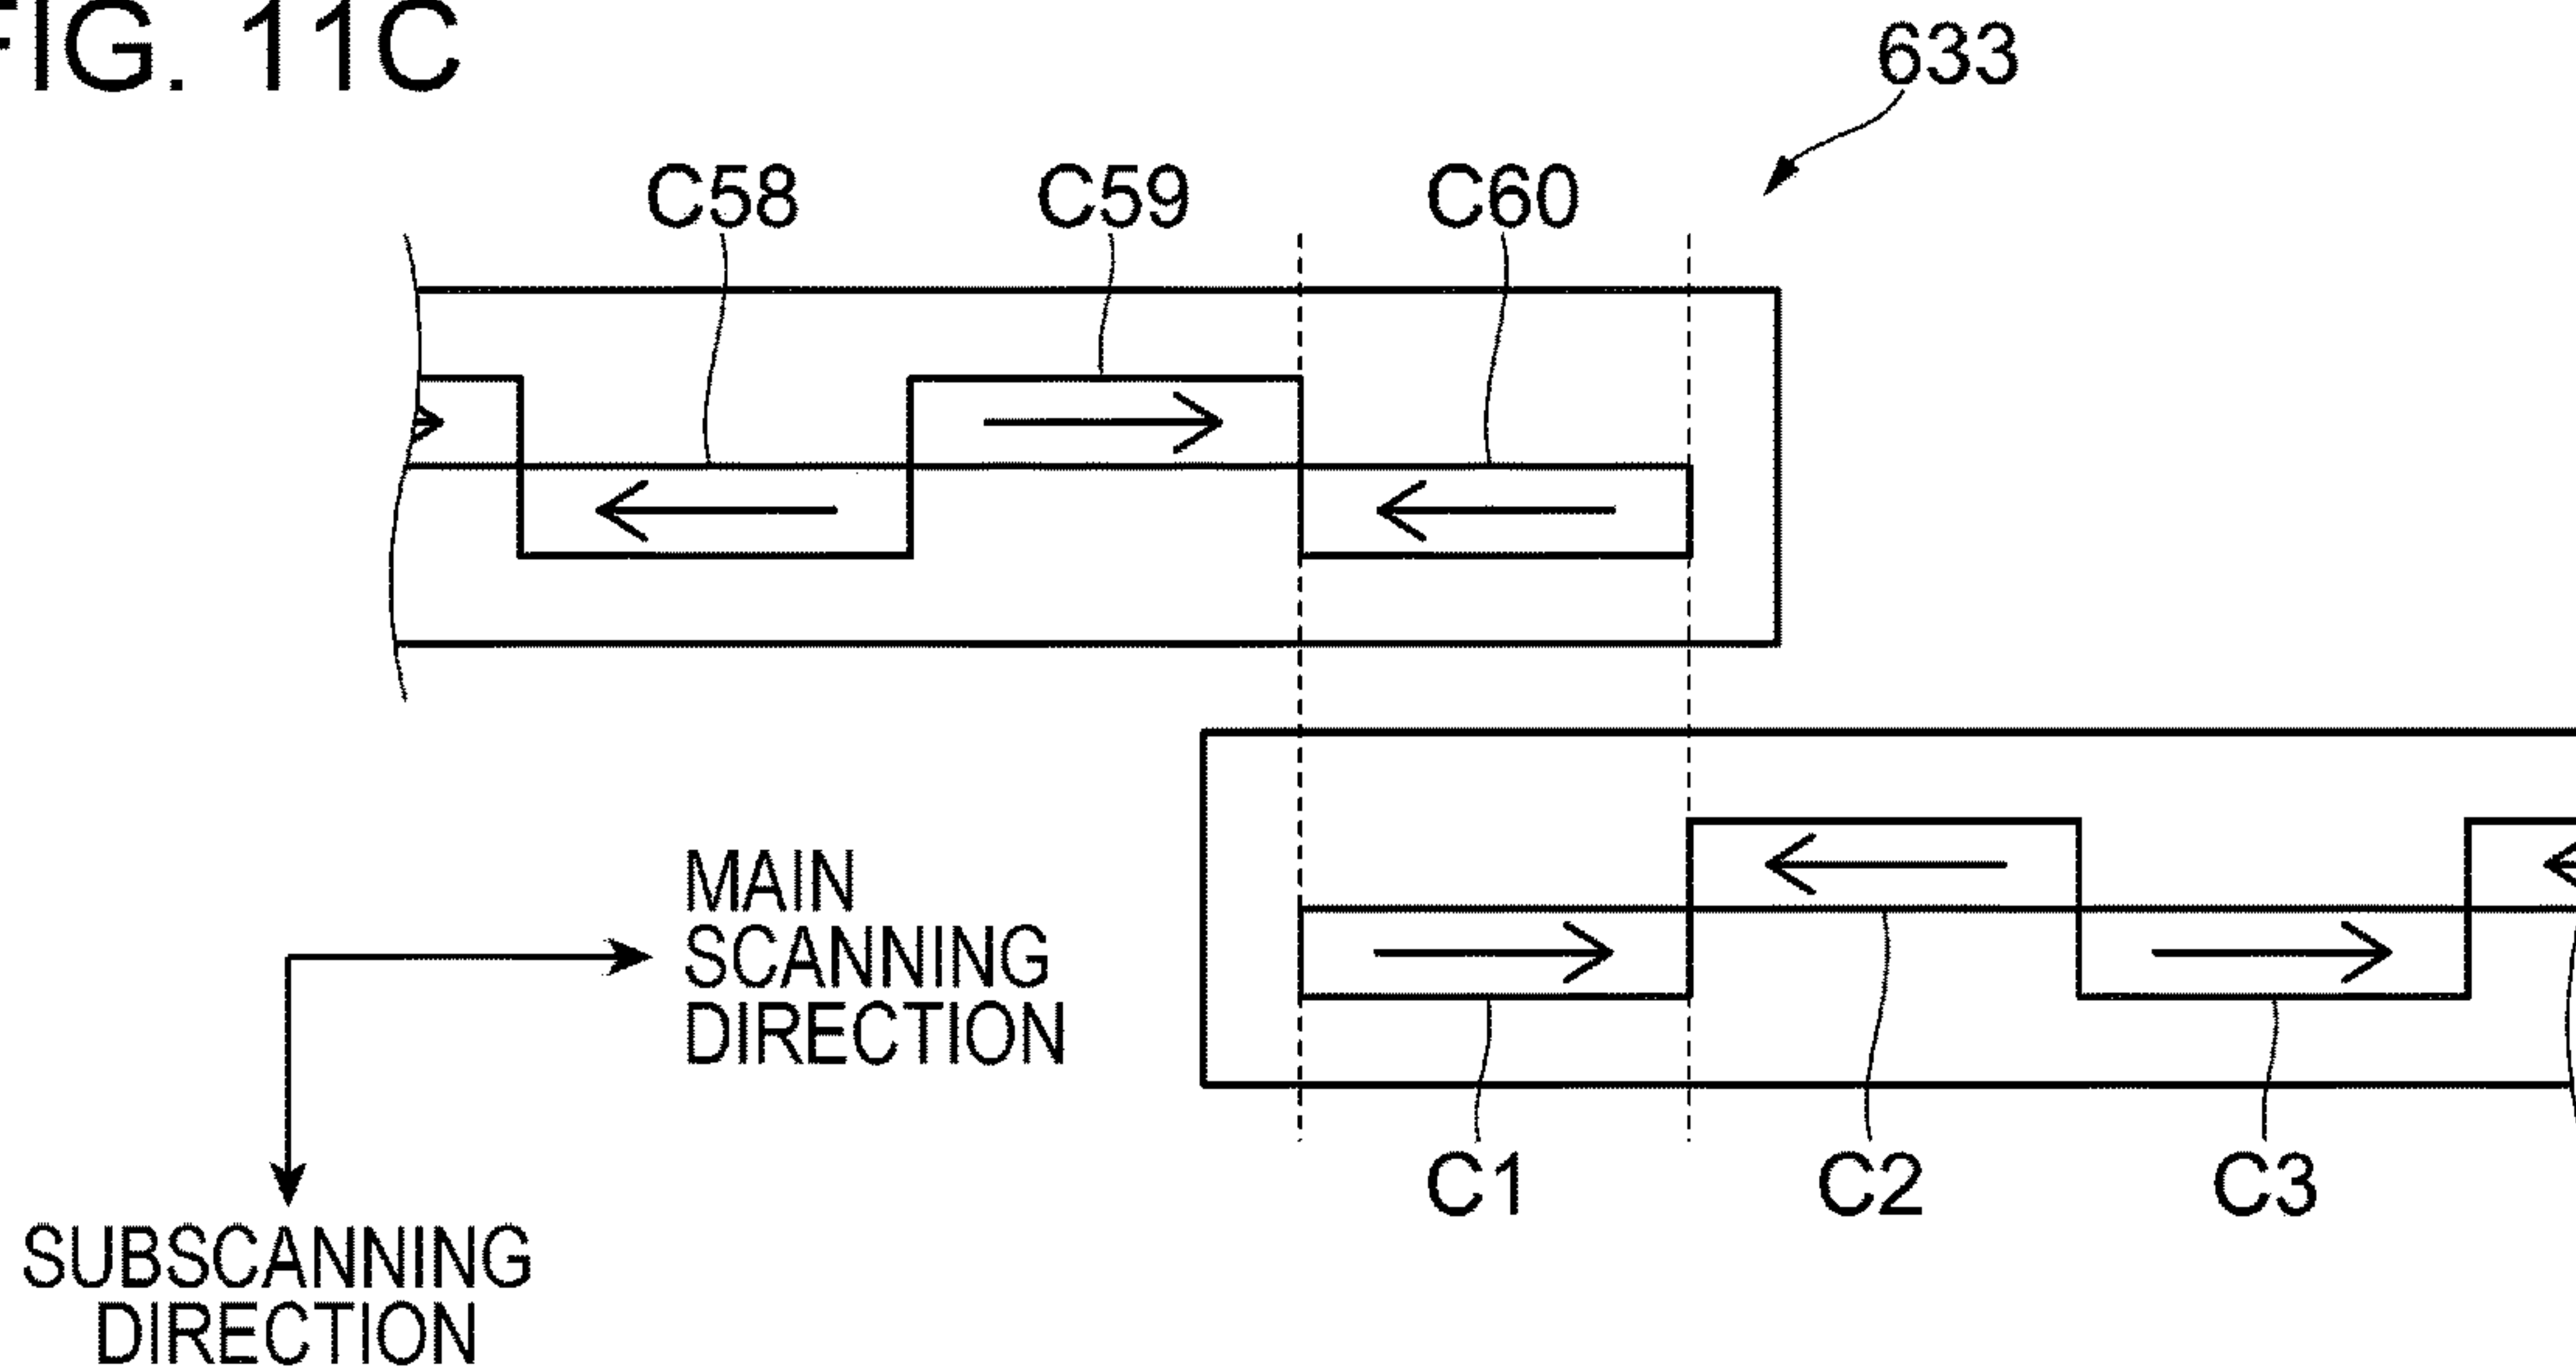 FIG. 11C
633
C58 C59 C60
MAIN
SCANNING
DIRECTION
SUBSCANNING
DIRECTION
C1 C2 C3